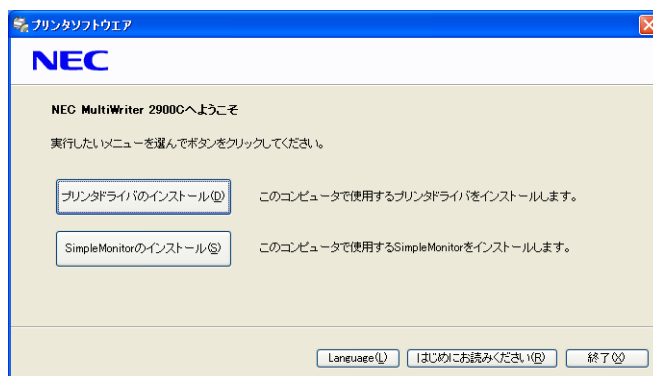 プリンタソフトウエア
NEC
NEC MultiWriter 2900Cへようこそ
実行したいメニューを選んでボタンをクリックしてください。
プリンタドライバのインストール(D) このコンピュータで使用するプリンタドライバをインストールします。
SimpleMonitorのインストール(S) このコンピュータで使用するSimpleMonitorをインストールします。
Language(L) はじめにお読みください(R) 終了(X)